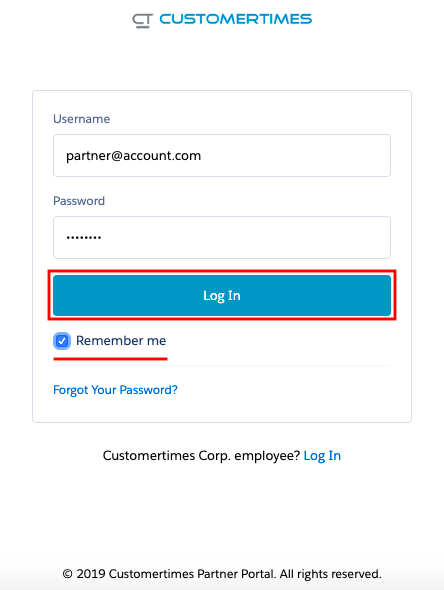 CT CUSTOMERTIMES
Username
partner@account.com
Password
••••••••
Log In
Remember me
Forgot Your Password?
Customertimes Corp. employee? Log In
© 2019 Customertimes Partner Portal. All rights reserved.